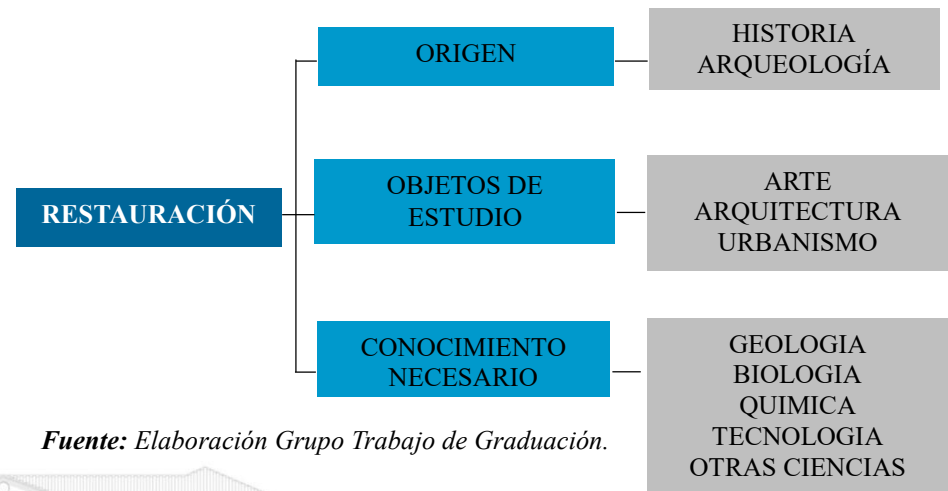 RESTAURACIÓN
ORIGEN
HISTORIA
ARQUEOLOGÍA
OBJETOS DE
ESTUDIO
ARTE
ARQUITECTURA
URBANISMO
CONOCIMIENTO
NECESARIO
GEOLOGIA
BIOLOGIA
QUIMICA
TECNOLOGIA
OTRAS CIENCIAS
Fuente: Elaboración Grupo Trabajo de Graduación.